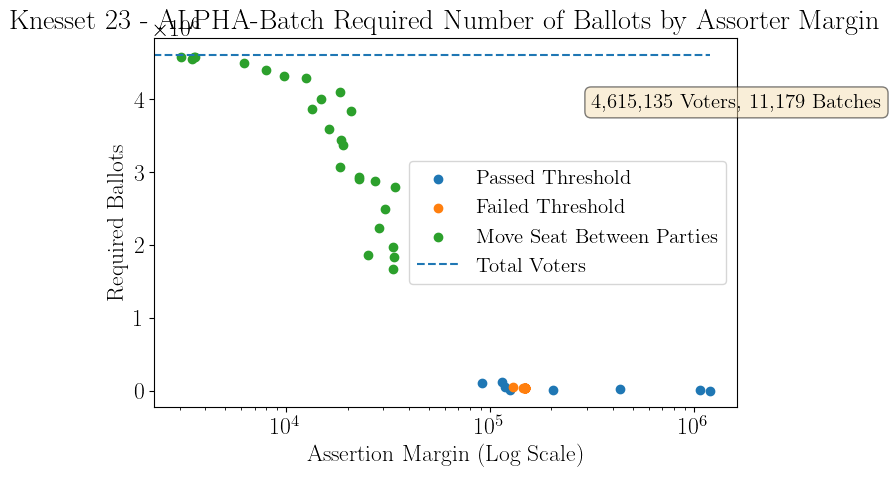 Knesset 23 - ALPHA-Batch Required Number of Ballots by Assorter Margin
×10⁶
4,615,135 Voters, 11,179 Batches
4
3
2
1
0
Required Ballots
Passed Threshold
Failed Threshold
Move Seat Between Parties
Total Voters
10⁴
10⁵
10⁶
Assertion Margin (Log Scale)